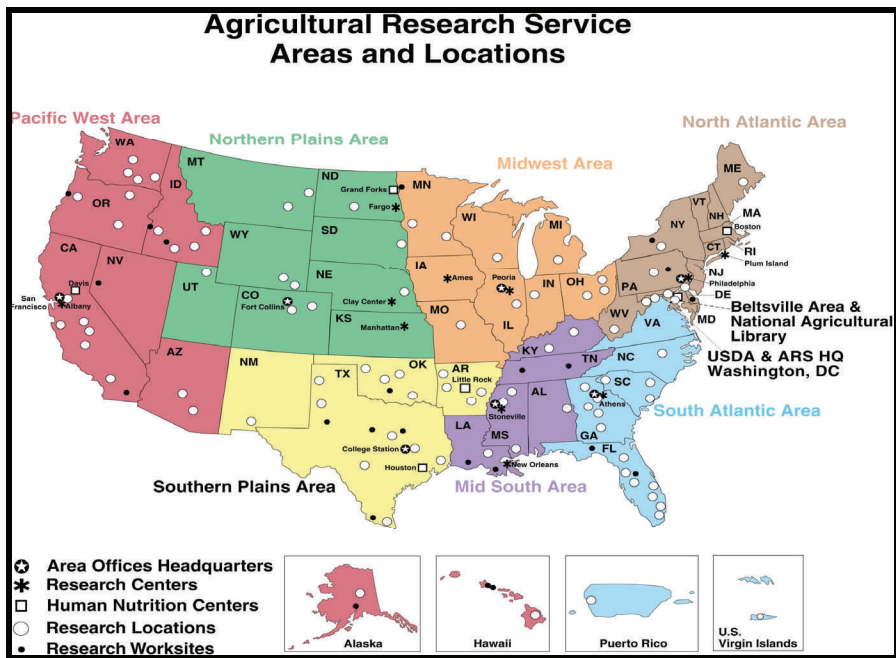 Agricultural Research Service
Areas and Locations
Pacific West Area
Northern Plains Area
Midwest Area
North Atlantic Area
WA
MT
ND
MN
ME
Grand Forks
Fargo
ID
OR
WI
MI
VT
NH
NY
MA
Boston
SD
WY
CT
RI
Plum Island
CA
NV
IA
Ames
Peoria
NJ
Philadelphia
PA
DE
Davis
NE
UT
CO
Fort Collins
Clay Center
IN
OH
San
Francisco
Albany
IL
WV
MD
Beltsville Area &
National Agricultural
Library
KS
Manhattan
MO
VA
USDA & ARS HQ
Washington, DC
KY
AZ
NM
TX
OK
AR
Little Rock
TN
NC
SC
AL
Athens
South Atlantic Area
Stoneville
LA
MS
GA
FL
College Station
Houston
New Orleans
Southern Plains Area
Mid South Area
Area Offices Headquarters
Research Centers
Human Nutrition Centers
Research Locations
Research Worksites
Alaska
Hawaii
Puerto Rico
U.S.
Virgin Islands